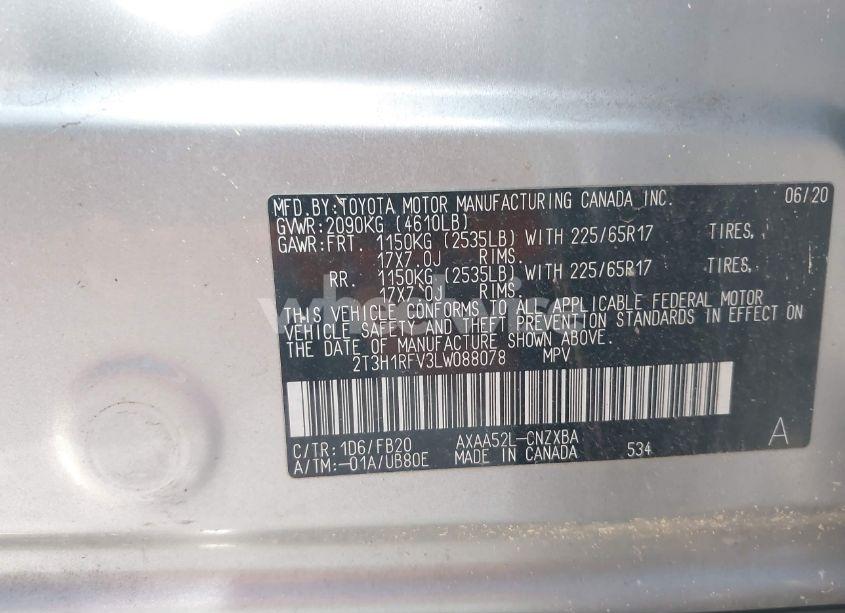 MFD.BY:TOYOTA MOTOR MANUFACTURING CANADA INC. 06/20
GVWR:2090KG (4610LB)
GAWR:FRT. 1150KG (2535LB) WITH 225/65R17 TIRES,
17X7.0J RIMS.
RR. 1150KG (2535LB) WITH 225/65R17 TIRES,
17X7.0J RIMS.
THIS VEHICLE CONFORMS TO ALL APPLICABLE FEDERAL MOTOR
VEHICLE SAFETY AND THEFT PREVENTION STANDARDS IN EFFECT ON
THE DATE OF MANUFACTURE SHOWN ABOVE.
2T3H1RFV3LW088078 MPV
C/TR:1D6/FB20 AXAA52L-CNZXBA
A/TM:-01A/UB80E MADE IN CANADA 534 A